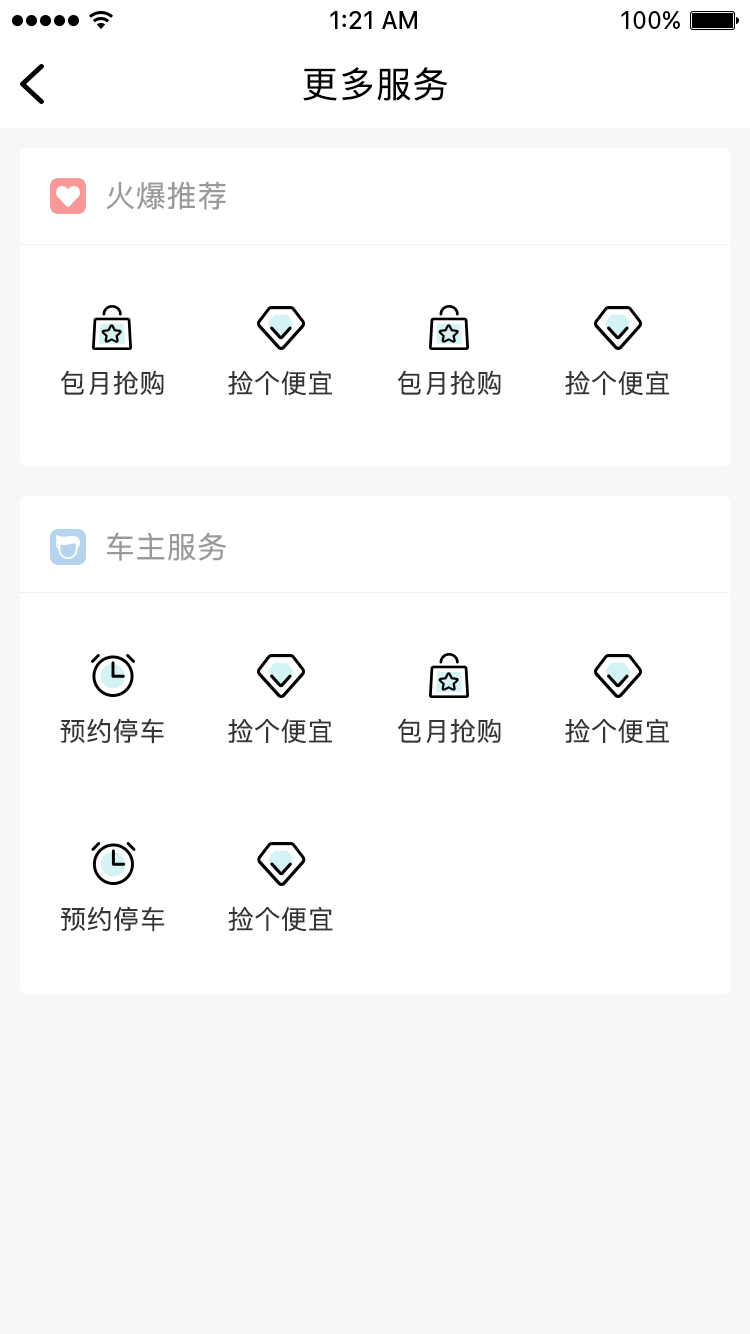 1:21 AM 100%
更多服务
火爆推荐
包月抢购 捡个便宜 包月抢购 捡个便宜
车主服务
预约停车 捡个便宜 包月抢购 捡个便宜
预约停车 捡个便宜